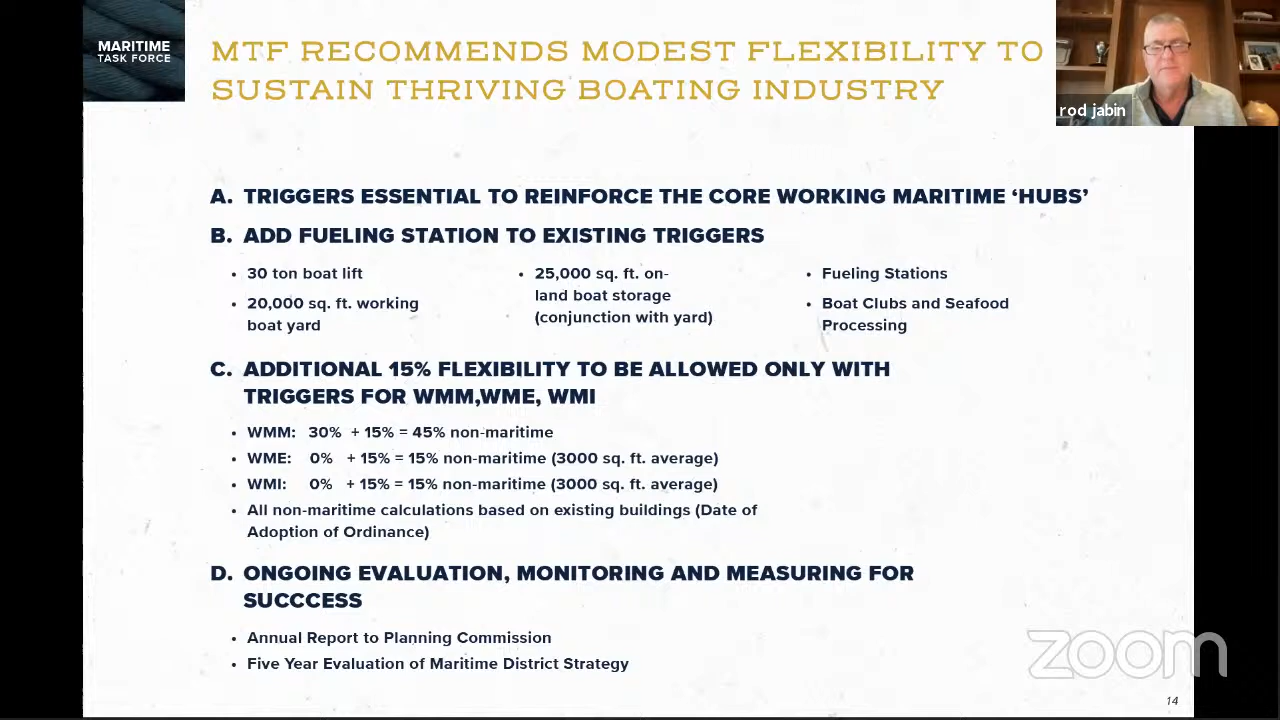 MARITIME
TASK FORCE
MTF RECOMMENDS MODEST FLEXIBILITY TO
SUSTAIN THRIVING BOATING INDUSTRY
rod jabin
A. TRIGGERS ESSENTIAL TO REINFORCE THE CORE WORKING MARITIME ‘HUBS’
B. ADD FUELING STATION TO EXISTING TRIGGERS
• 30 ton boat lift
• 20,000 sq. ft. working
boat yard
• 25,000 sq. ft. on-
land boat storage
(conjunction with yard)
• Fueling Stations
• Boat Clubs and Seafood
Processing
C. ADDITIONAL 15% FLEXIBILITY TO BE ALLOWED ONLY WITH
TRIGGERS FOR WMM,WME, WMI
• WMM: 30% + 15% = 45% non-maritime
• WME: 0% + 15% = 15% non-maritime (3000 sq. ft. average)
• WMI: 0% + 15% = 15% non-maritime (3000 sq. ft. average)
• All non-maritime calculations based on existing buildings (Date of
Adoption of Ordinance)
D. ONGOING EVALUATION, MONITORING AND MEASURING FOR
SUCCCESS
• Annual Report to Planning Commission
• Five Year Evaluation of Maritime District Strategy
zoom
14